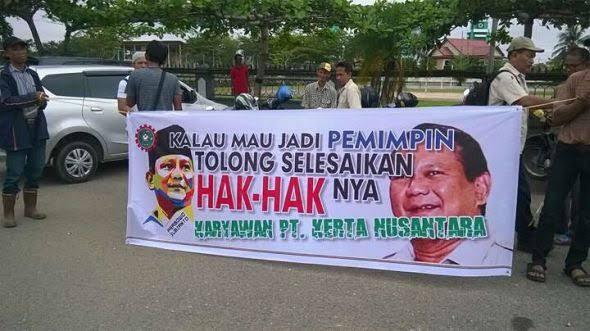 KALAU MAU JADI PEMIMPIN
TOLONG SELESAIKAN
HAK-HAK NYA
KARYAWAN PT. KERTA NUSANTARA